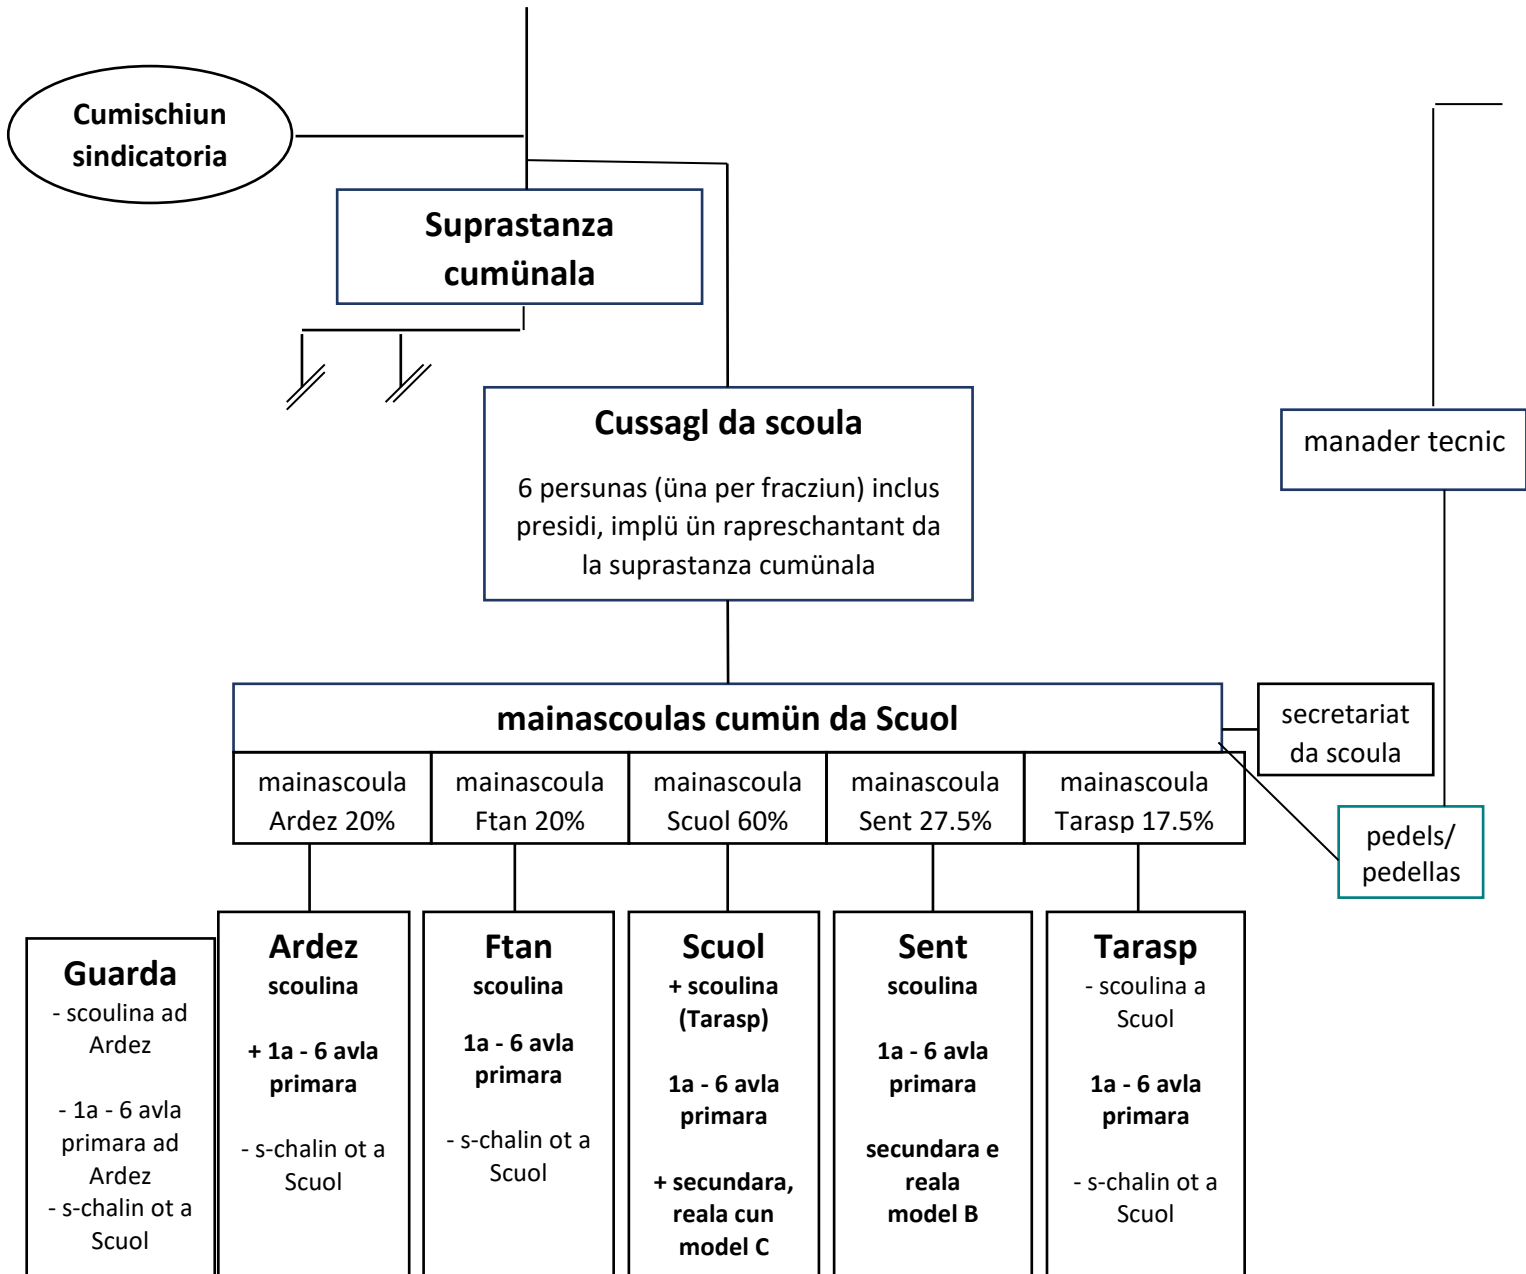 Cumischiun
sindicatoria
Suprastanza
cumünala
Cussagl da scoula
6 persunas (üna per fracziun) inclus
presidi, implü ün rapreschantant da
la suprastanza cumünala
manader tecnic
mainascoulas cumün da Scuol
secretariat
da scoula
mainascoula
Ardez 20%
mainascoula
Ftan 20%
mainascoula
Scuol 60%
mainascoula
Sent 27.5%
mainascoula
Tarasp 17.5%
pedels/
pedellas
Guarda
- scoulina ad
Ardez
- 1a - 6 avla
primara ad
Ardez
- s-chalin ot a
Scuol
Ardez
scoulina
+ 1a - 6 avla
primara
- s-chalin ot a
Scuol
Ftan
scoulina
1a - 6 avla
primara
- s-chalin ot a
Scuol
Scuol
+ scoulina
(Tarasp)
1a - 6 avla
primara
+ secundara,
reala cun
model C
Sent
scoulina
1a - 6 avla
primara
secundara e
reala
model B
Tarasp
- scoulina a
Scuol
1a - 6 avla
primara
- s-chalin ot a
Scuol